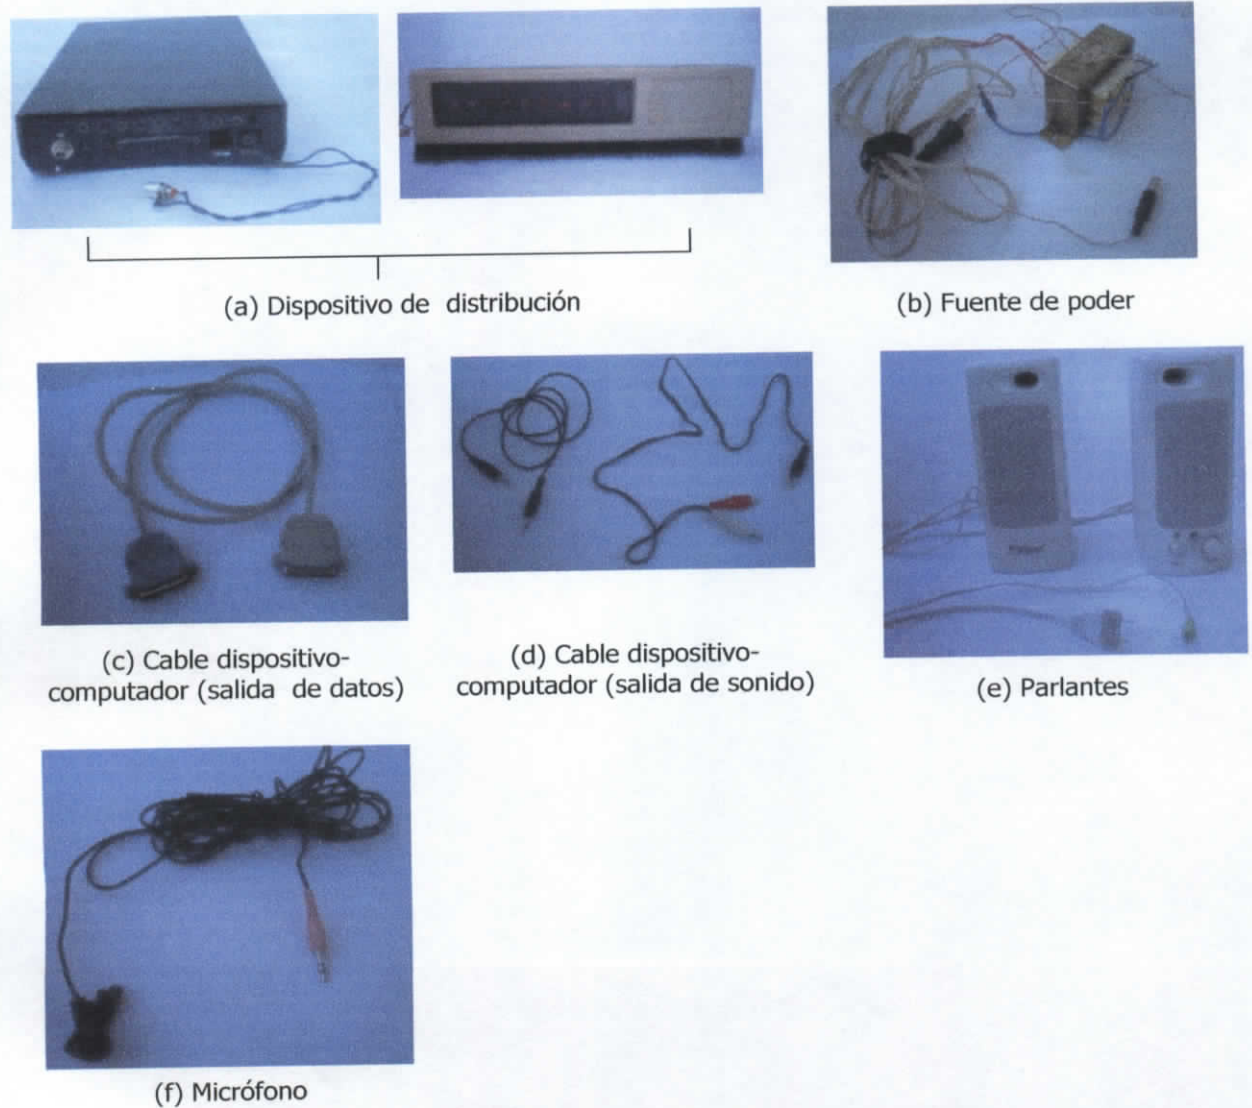 (a) Dispositivo de distribución
(b) Fuente de poder
(c) Cable dispositivo-
computador (salida de datos)
(d) Cable dispositivo-
computador (salida de sonido)
(e) Parlantes
(f) Micrófono